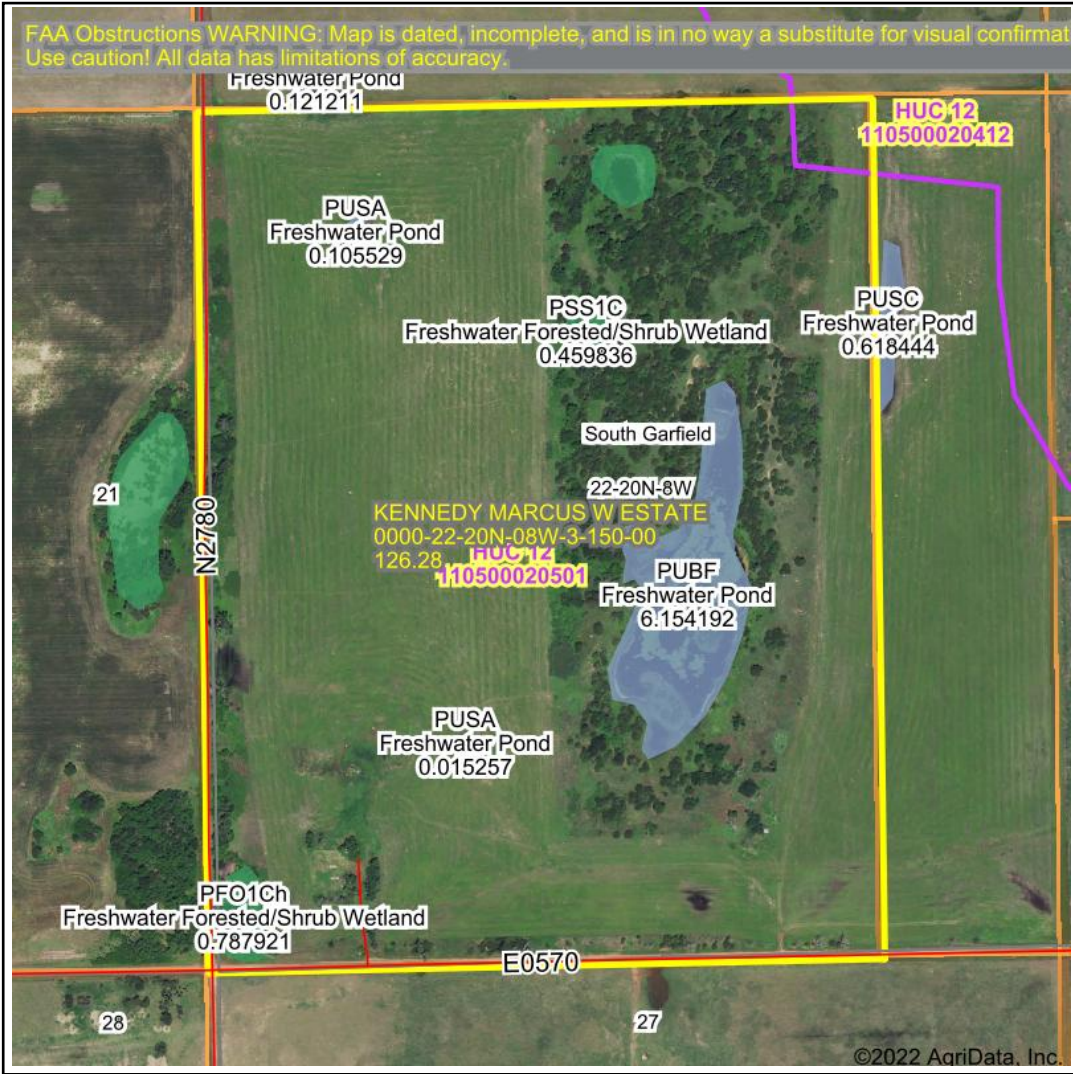 FAA Obstructions WARNING: Map is dated, incomplete, and is in no way a substitute for visual confirmat
Use caution! All data has limitations of accuracy.
Freshwater Pond
0.121211
HUC 12
110500020412
PUSA
Freshwater Pond
0.105529
PSS1C
Freshwater Forested/Shrub Wetland
0.459836
PUSC
Freshwater Pond
0.618444
South Garfield
22-20N-8W
21
N2780
KENNEDY MARCUS W ESTATE
0000-22-20N-08W-3-150-00
126.28
HUC 12
110500020501
PUBF
Freshwater Pond
6.154192
PUSA
Freshwater Pond
0.015257
PFO1Ch
Freshwater Forested/Shrub Wetland
0.787921
E0570
28
27
©2022 AgriData, Inc.